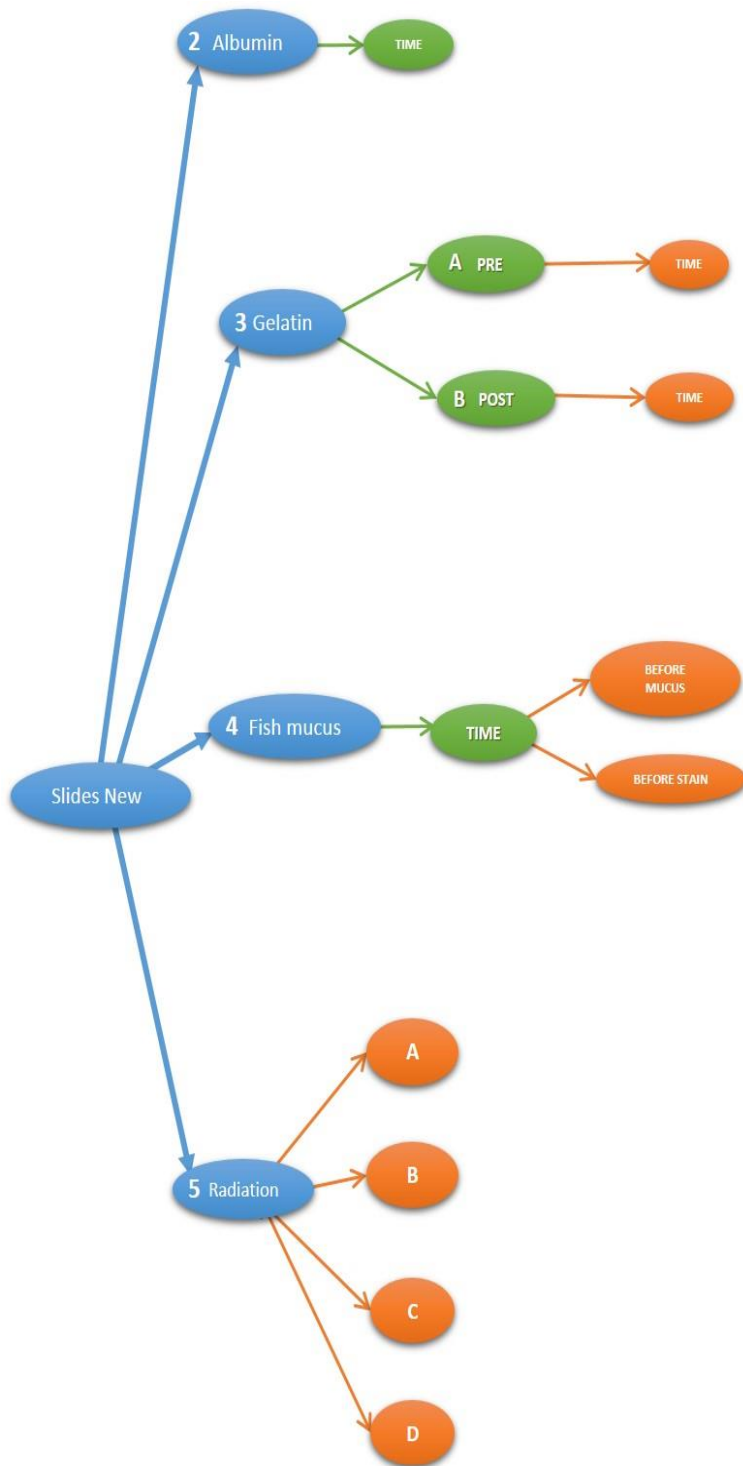 2 Albumin
TIME
A PRE
TIME
3 Gelatin
B POST
TIME
BEFORE
MUCUS
4 Fish mucus
TIME
BEFORE STAIN
Slides New
A
B
5 Radiation
C
D